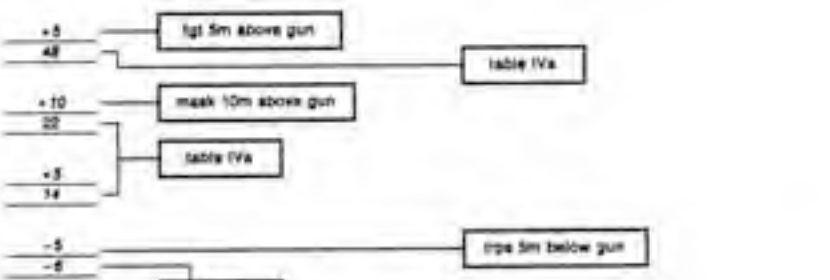 +5
tgt 5m above gun
48
table IVa
+10
mask 10m above gun
20
table IVa
+5
14
-5
trps 5m below gun
-6